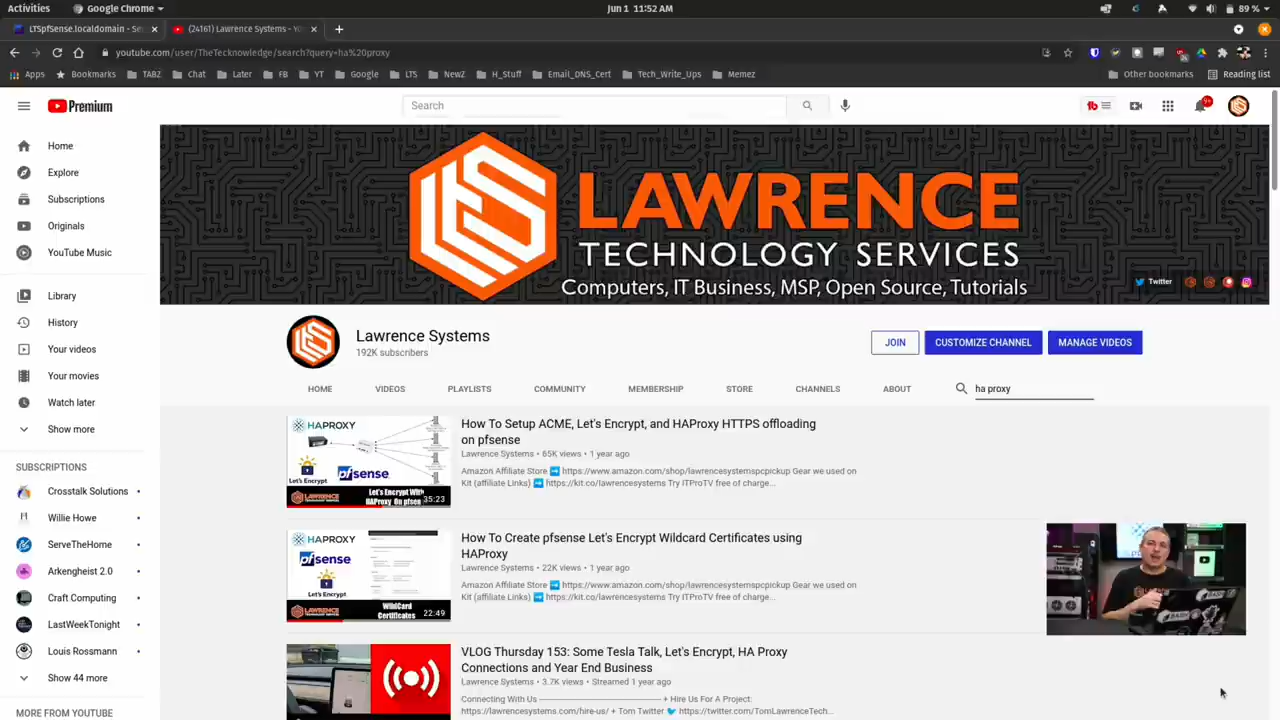 Activities
Google Chrome
Jun 1 11:52 AM
89 %
LTSpfSense.localdomain - Se
(24161) Lawrence Systems - Yo
youtube.com/user/TheTecknowledge/search?query=ha%20proxy
Apps
Bookmarks
TABZ
Chat
Later
FB
YT
Google
LTS
NewZ
H_Stuff
Email_DNS_Cert
Tech_Write_Ups
Memez
Other bookmarks
Reading list
Premium
Search
9+
Home
Explore
Subscriptions
Originals
YouTube Music
Library
History
Your videos
Your movies
Watch later
Show more
SUBSCRIPTIONS
Crosstalk Solutions
Willie Howe
ServeTheHome
Arkengheist 2.0
Craft Computing
LastWeekTonight
Louis Rossmann
Show 44 more
MORE FROM YOUTUBE
LAWRENCE
TECHNOLOGY SERVICES
Computers, IT Business, MSP, Open Source, Tutorials
Twitter
Lawrence Systems
192K subscribers
JOIN
CUSTOMIZE CHANNEL
MANAGE VIDEOS
HOME
VIDEOS
PLAYLISTS
COMMUNITY
MEMBERSHIP
STORE
CHANNELS
ABOUT
ha proxy
HAPROXY
Let's Encrypt
pfsense
LAWRENCE
Let's Encrypt With
HAProxy On pfsen
35:23
How To Setup ACME, Let's Encrypt, and HAProxy HTTPS offloading
on pfsense
Lawrence Systems • 65K views • 1 year ago
Amazon Affiliate Store ➡ https://www.amazon.com/shop/lawrencesystemspcpickup Gear we used on
Kit (affiliate Links) ➡ https://kit.co/lawrencesystems Try ITProTV free of charge...
HAPROXY
pfsense
Let's Encrypt
LAWRENCE
WildCard
Certificates
22:49
How To Create pfsense Let's Encrypt Wildcard Certificates using
HAProxy
Lawrence Systems • 22K views • 1 year ago
Amazon Affiliate Store ➡ https://www.amazon.com/shop/lawrencesystemspcpickup Gear we used on
Kit (affiliate Links) ➡ https://kit.co/lawrencesystems Try ITProTV free of charge...
VLOG Thursday 153: Some Tesla Talk, Let's Encrypt, HA Proxy
Connections and Year End Business
Lawrence Systems • 3.7K views • Streamed 1 year ago
Connecting With Us --------------------------------------------------- + Hire Us For A Project:
https://lawrencesystems.com/hire-us/ + Tom Twitter 🐦 https://twitter.com/TomLawrenceTech...